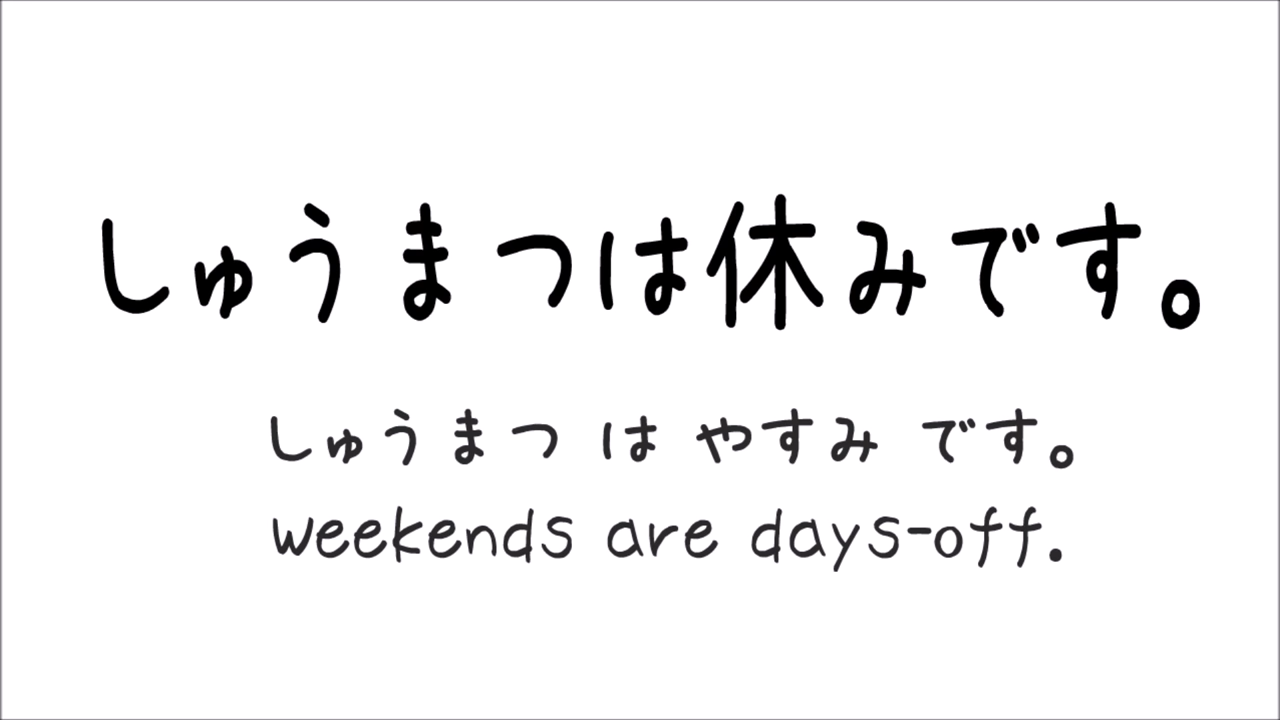 しゅうまつは休みです。
しゅうまつ は やすみ です。
weekends are days-off.